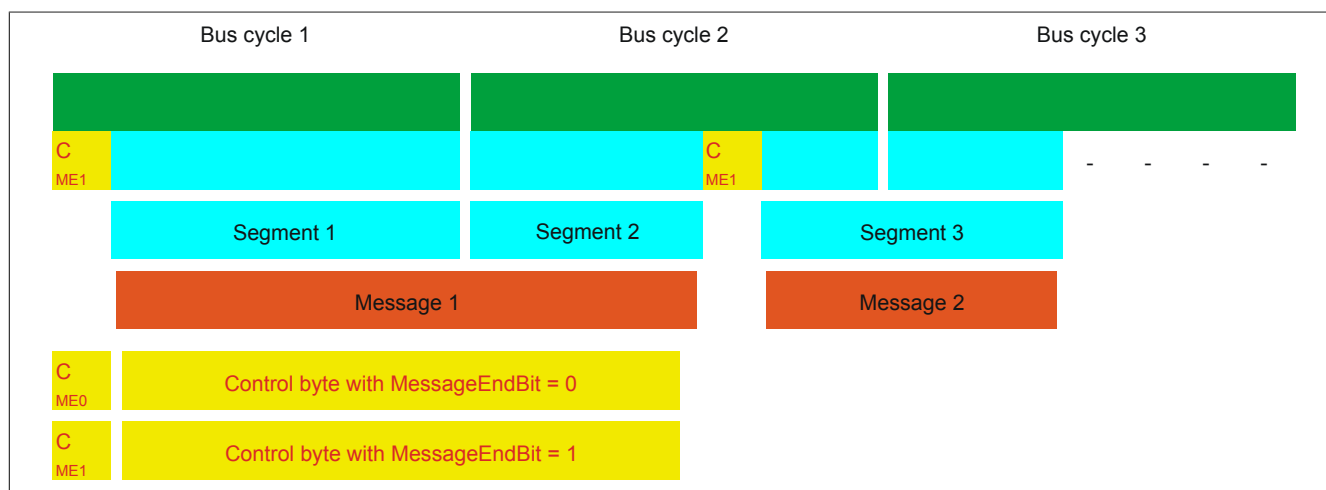 Bus cycle 1 Bus cycle 2 Bus cycle 3
C C
ME1 ME1 - - - -
Segment 1 Segment 2 Segment 3
Message 1 Message 2
C
ME0
Control byte with MessageEndBit = 0
C
ME1
Control byte with MessageEndBit = 1